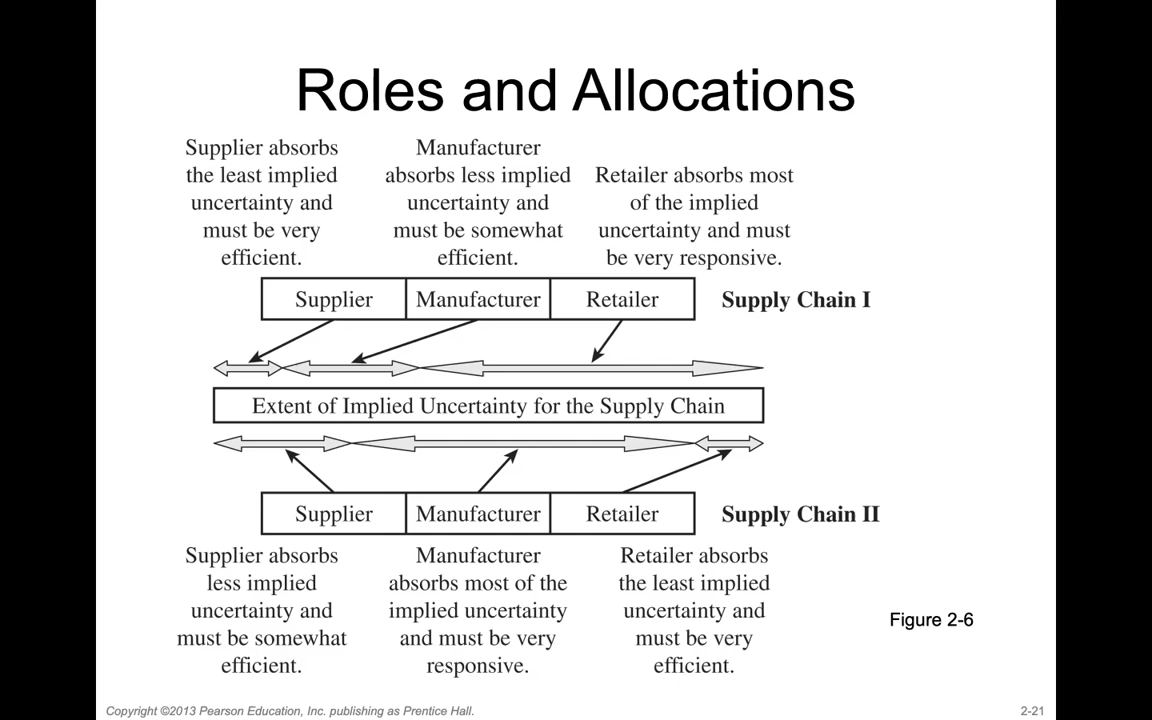 Roles and Allocations
Supplier absorbs
the least implied
uncertainty and
must be very
efficient.
Manufacturer
absorbs less implied
uncertainty and
must be somewhat
efficient.
Retailer absorbs most
of the implied
uncertainty and must
be very responsive.
Supplier
Manufacturer
Retailer
Supply Chain I
Extent of Implied Uncertainty for the Supply Chain
Supplier
Manufacturer
Retailer
Supply Chain II
Supplier absorbs
less implied
uncertainty and
must be somewhat
efficient.
Manufacturer
absorbs most of the
implied uncertainty
and must be very
responsive.
Retailer absorbs
the least implied
uncertainty and
must be very
efficient.
Figure 2-6
Copyright ©2013 Pearson Education, Inc. publishing as Prentice Hall.
2-21